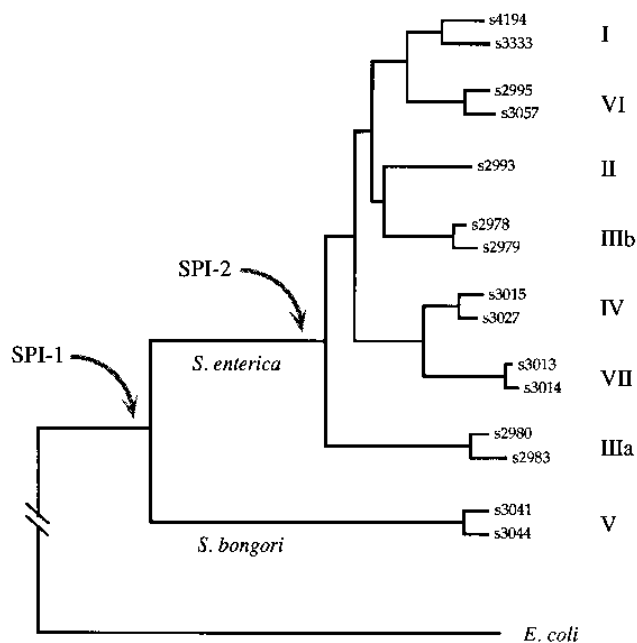 s4194
I
s3333
s2995
VI
s3057
s2993
II
s2978
IIIb
s2979
SPI-2
s3015
IV
s3027
SPI-1
S. enterica
s3013
VII
s3014
s2980
IIIa
s2983
s3041
V
s3044
S. bongori
E. coli